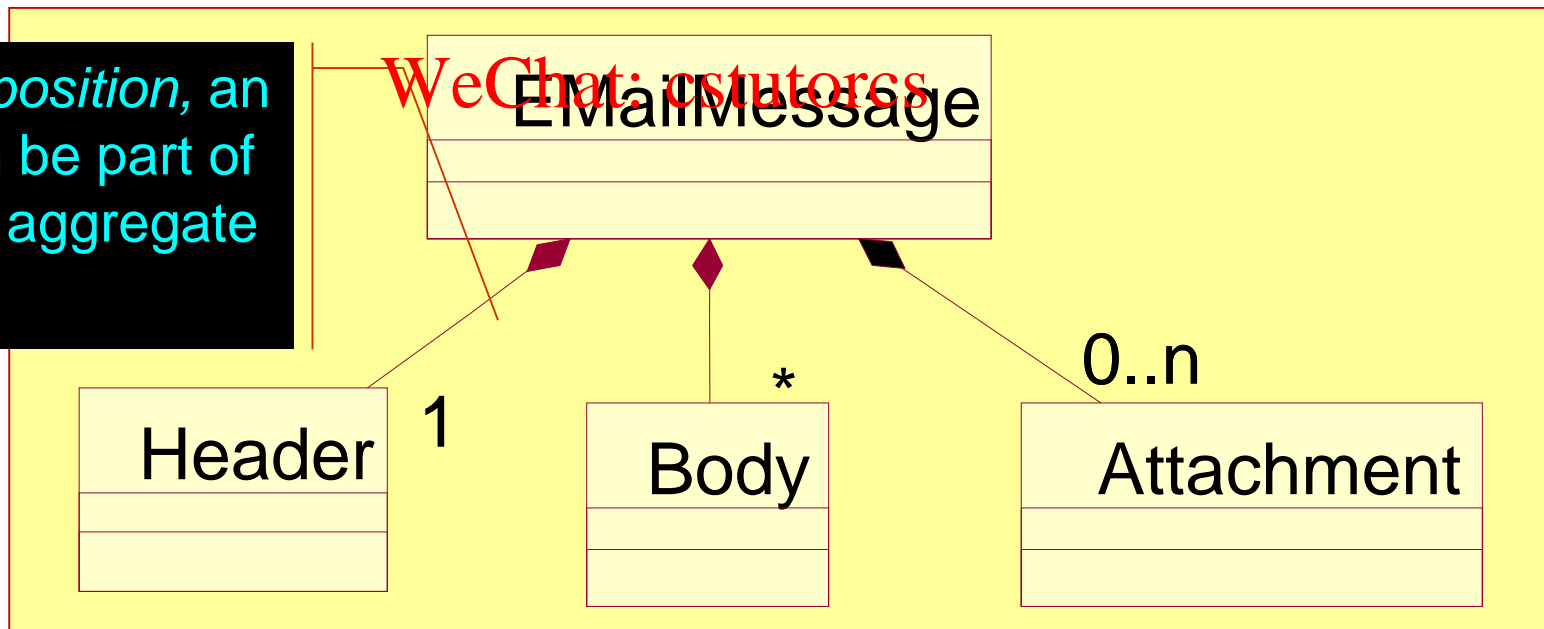 position, an
be part of
aggregate
WeChat: cstutorcs
EMailMessage
1
*
0..n
Header
Body
Attachment